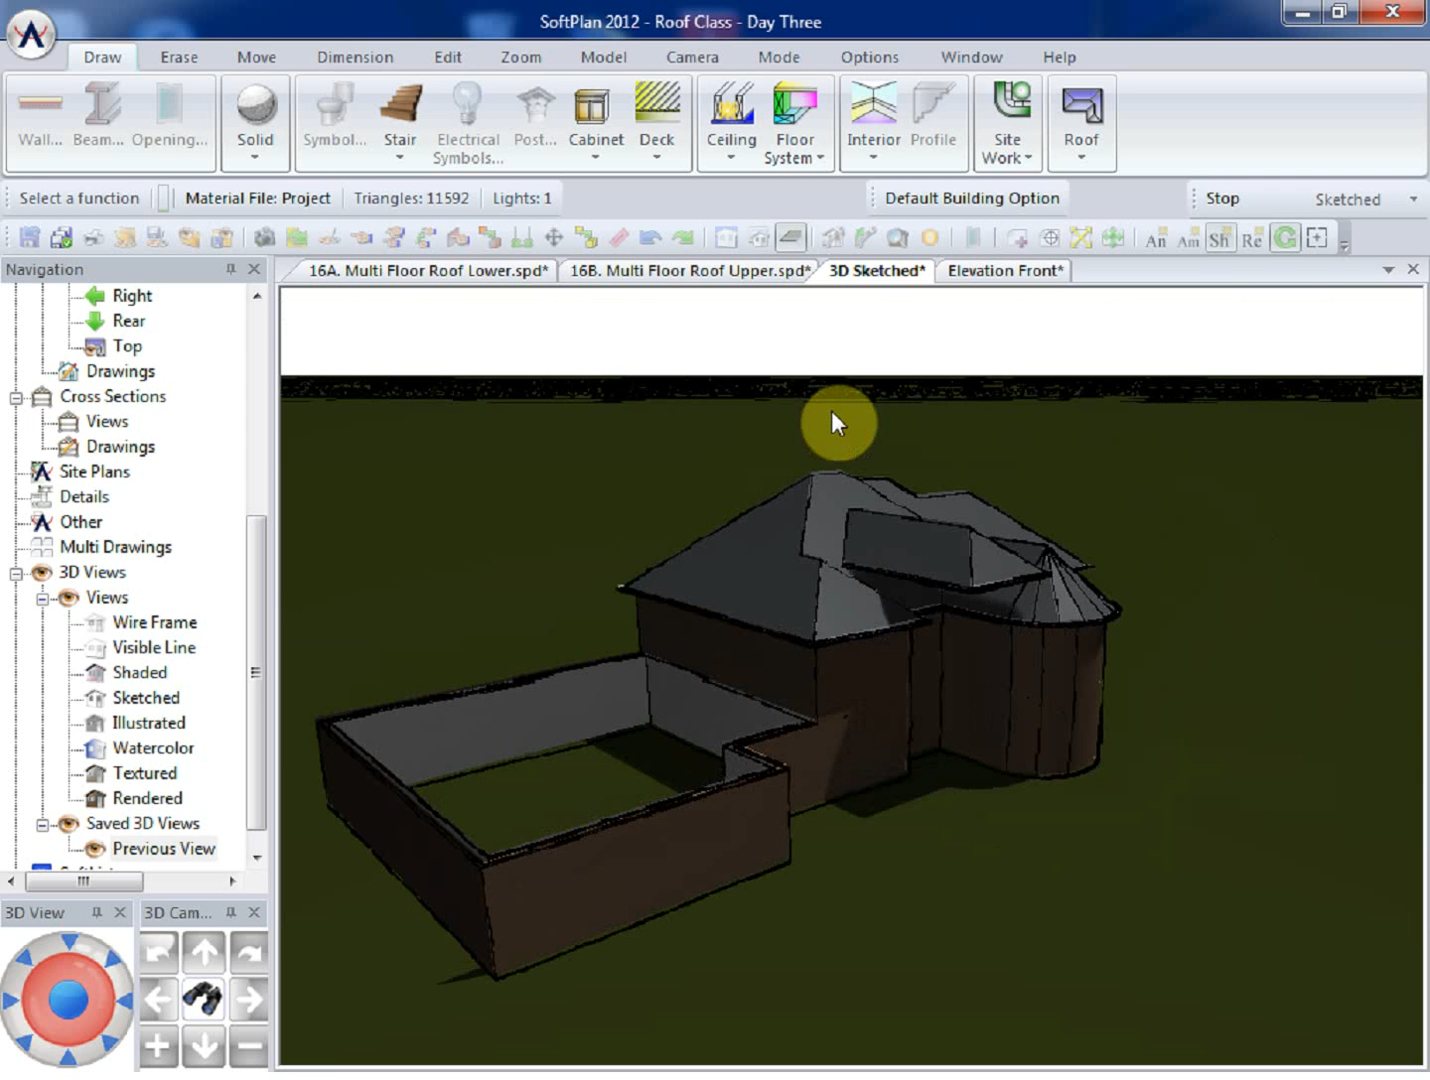 SoftPlan 2012 - Roof Class - Day Three
Draw Erase Move Dimension Edit Zoom Model Camera Mode Options Window Help
Wall... Beam... Opening... Solid Symbol... Stair Electrical Symbols... Post... Cabinet Deck Ceiling Floor System Interior Profile Site Work Roof
Select a function Material File: Project Triangles: 11592 Lights: 1 Default Building Option Stop Sketched
An Am Sh Re
Navigation 16A. Multi Floor Roof Lower.spd* 16B. Multi Floor Roof Upper.spd* 3D Sketched* Elevation Front*
Right
Rear
Top
Drawings
Cross Sections
Views
Drawings
Site Plans
Details
Other
Multi Drawings
3D Views
Views
Wire Frame
Visible Line
Shaded
Sketched
Illustrated
Watercolor
Textured
Rendered
Saved 3D Views
Previous View
3D View 3D Cam...